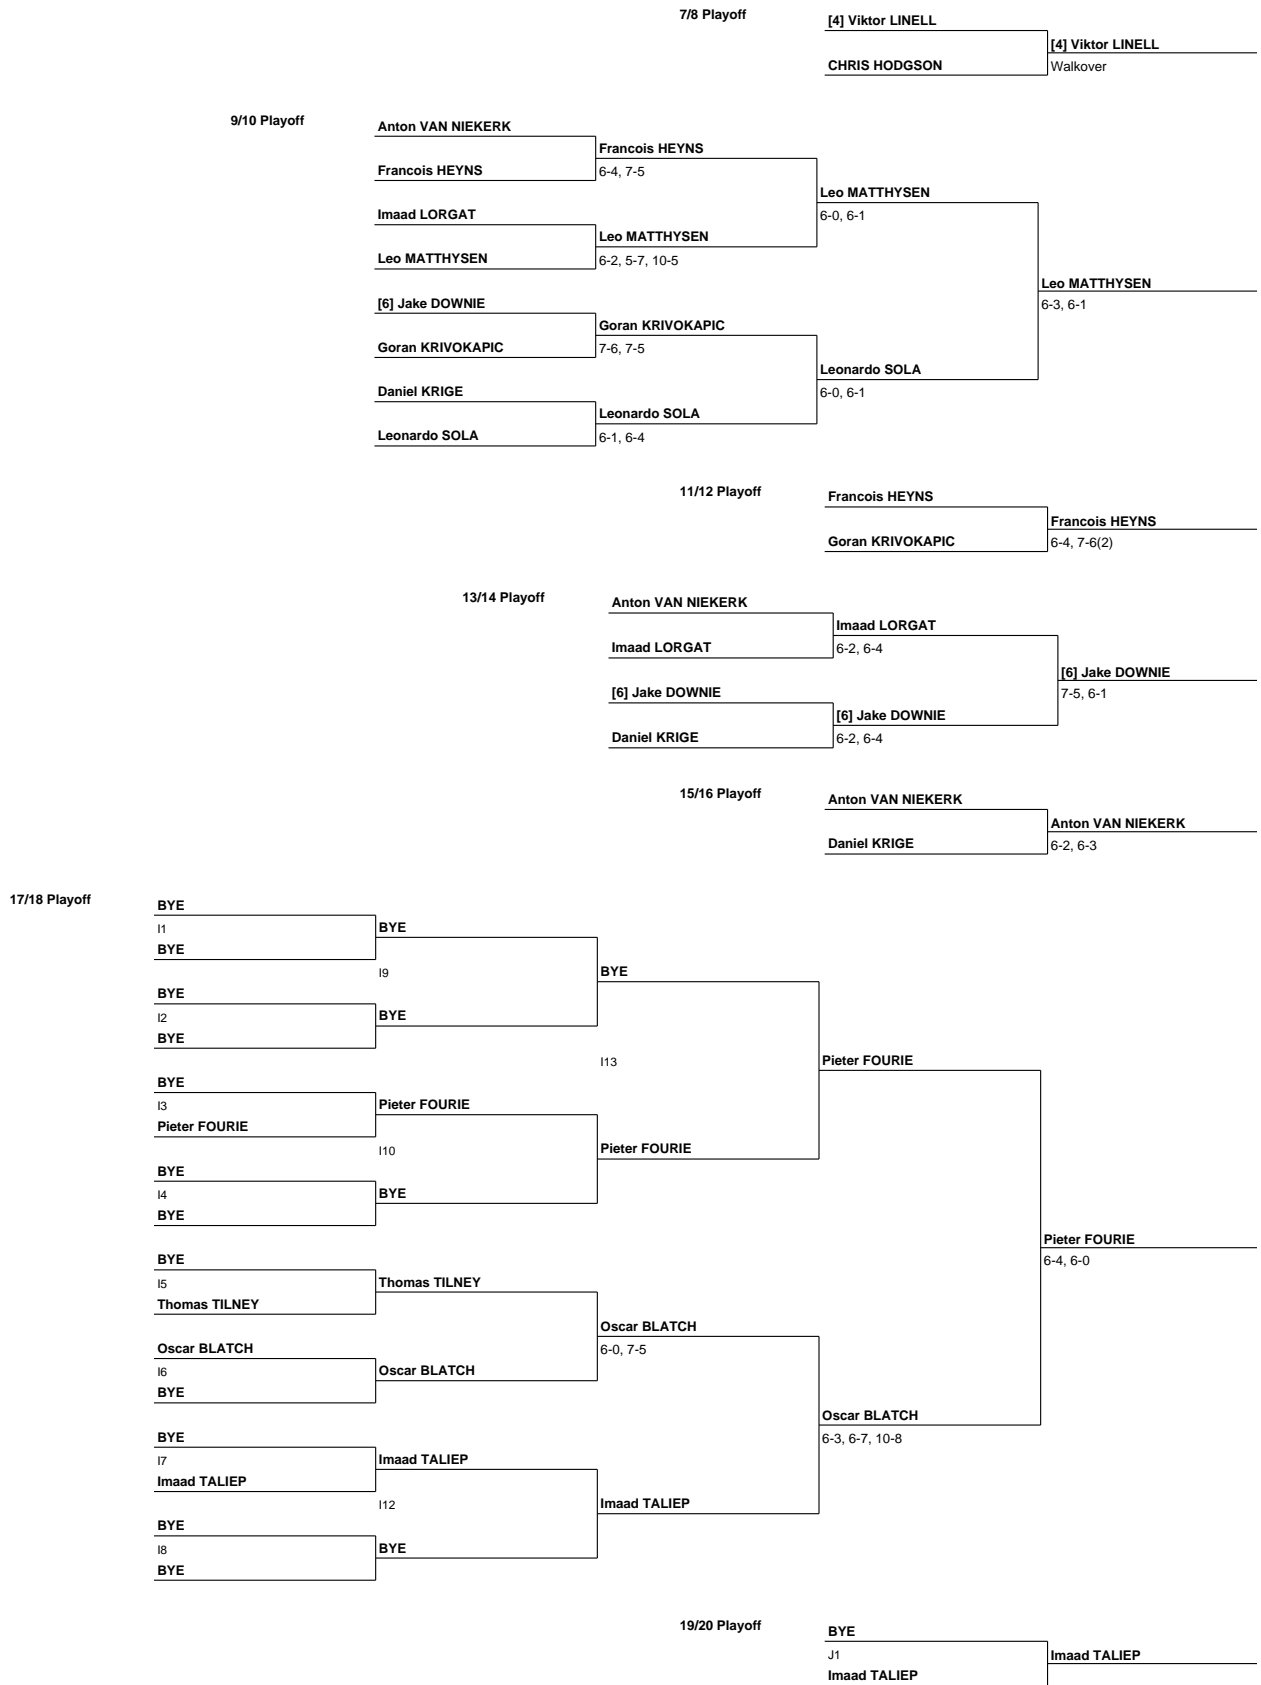 7/8 Playoff
[4] Viktor LINELL
[4] Viktor LINELL
CHRIS HODGSON
Walkover
9/10 Playoff
Anton VAN NIEKERK
Francois HEYNS
Francois HEYNS
6-4, 7-5
Leo MATTHYSEN
6-0, 6-1
Imaad LORGAT
Leo MATTHYSEN
Leo MATTHYSEN
6-2, 5-7, 10-5
Leo MATTHYSEN
6-3, 6-1
[6] Jake DOWNIE
Goran KRIVOKAPIC
Goran KRIVOKAPIC
7-6, 7-5
Leonardo SOLA
6-0, 6-1
Daniel KRIGE
Leonardo SOLA
Leonardo SOLA
6-1, 6-4
11/12 Playoff
Francois HEYNS
Francois HEYNS
Goran KRIVOKAPIC
6-4, 7-6(2)
13/14 Playoff
Anton VAN NIEKERK
Imaad LORGAT
Imaad LORGAT
6-2, 6-4
[6] Jake DOWNIE
7-5, 6-1
[6] Jake DOWNIE
[6] Jake DOWNIE
Daniel KRIGE
6-2, 6-4
15/16 Playoff
Anton VAN NIEKERK
Anton VAN NIEKERK
Daniel KRIGE
6-2, 6-3
17/18 Playoff
BYE
I1
BYE
BYE
I9
BYE
BYE
I2
BYE
BYE
I13
Pieter FOURIE
BYE
I3
Pieter FOURIE
Pieter FOURIE
I10
Pieter FOURIE
BYE
I4
BYE
BYE
Pieter FOURIE
6-4, 6-0
BYE
I5
Thomas TILNEY
Thomas TILNEY
Oscar BLATCH
6-0, 7-5
Oscar BLATCH
I6
Oscar BLATCH
BYE
Oscar BLATCH
6-3, 6-7, 10-8
BYE
I7
Imaad TALIEP
Imaad TALIEP
I12
Imaad TALIEP
BYE
I8
BYE
BYE
19/20 Playoff
BYE
J1
Imaad TALIEP
Imaad TALIEP